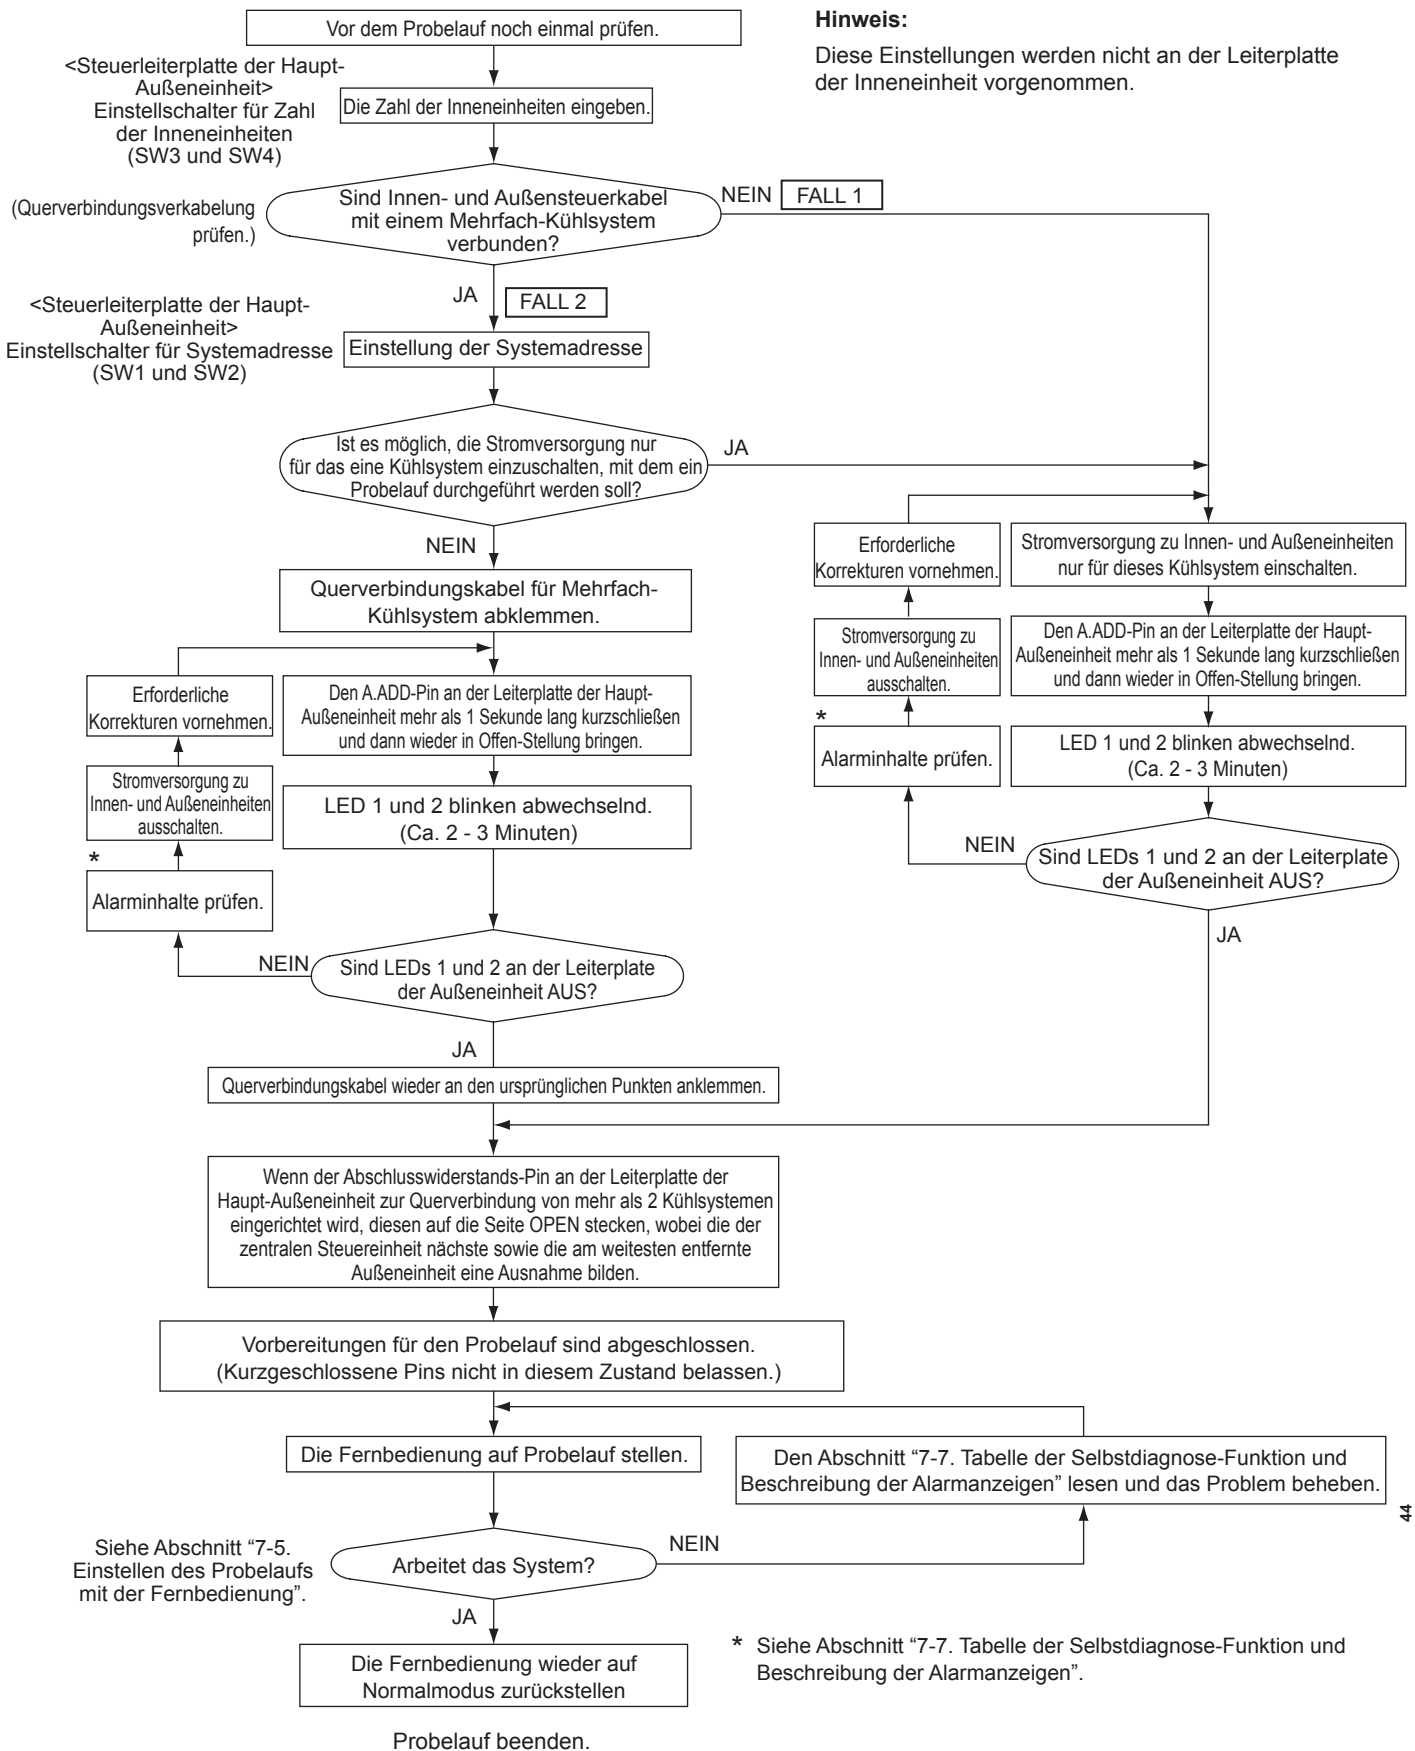 Vor dem Probelauf noch einmal prüfen.
Hinweis:
Diese Einstellungen werden nicht an der Leiterplatte
der Inneneinheit vorgenommen.
<Steuerleiterplatte der Haupt-
Außeneinheit>
Einstellschalter für Zahl
der Inneneinheiten
(SW3 und SW4)
Die Zahl der Inneneinheiten eingeben.
(Querverbindungsverkabelung
prüfen.)
Sind Innen- und Außensteuerkabel
mit einem Mehrfach-Kühlsystem
verbunden?
NEIN
FALL 1
JA
FALL 2
<Steuerleiterplatte der Haupt-
Außeneinheit>
Einstellschalter für Systemadresse
(SW1 und SW2)
Einstellung der Systemadresse
Ist es möglich, die Stromversorgung nur
für das eine Kühlsystem einzuschalten, mit dem ein
Probelauf durchgeführt werden soll?
JA
NEIN
Querverbindungskabel für Mehrfach-
Kühlsystem abklemmen.
Erforderliche
Korrekturen vornehmen.
Stromversorgung zu Innen- und Außeneinheiten
nur für dieses Kühlsystem einschalten.
Stromversorgung zu
Innen- und Außeneinheiten
ausschalten.
Den A.ADD-Pin an der Leiterplatte der Haupt-
Außeneinheit mehr als 1 Sekunde lang kurzschließen
und dann wieder in Offen-Stellung bringen.
*
Alarminhalte prüfen.
LED 1 und 2 blinken abwechselnd.
(Ca. 2 - 3 Minuten)
NEIN
Sind LEDs 1 und 2 an der Leiterplate
der Außeneinheit AUS?
JA
Erforderliche
Korrekturen vornehmen.
Den A.ADD-Pin an der Leiterplatte der Haupt-
Außeneinheit mehr als 1 Sekunde lang kurzschließen
und dann wieder in Offen-Stellung bringen.
Stromversorgung zu
Innen- und Außeneinheiten
ausschalten.
LED 1 und 2 blinken abwechselnd.
(Ca. 2 - 3 Minuten)
*
Alarminhalte prüfen.
NEIN
Sind LEDs 1 und 2 an der Leiterplate
der Außeneinheit AUS?
JA
Querverbindungskabel wieder an den ursprünglichen Punkten anklemmen.
Wenn der Abschlusswiderstands-Pin an der Leiterplatte der
Haupt-Außeneinheit zur Querverbindung von mehr als 2 Kühlsystemen
eingerichtet wird, diesen auf die Seite OPEN stecken, wobei die der
zentralen Steuereinheit nächste sowie die am weitesten entfernte
Außeneinheit eine Ausnahme bilden.
Vorbereitungen für den Probelauf sind abgeschlossen.
(Kurzgeschlossene Pins nicht in diesem Zustand belassen.)
Die Fernbedienung auf Probelauf stellen.
Den Abschnitt “7-7. Tabelle der Selbstdiagnose-Funktion und
Beschreibung der Alarmanzeigen” lesen und das Problem beheben.
44
Siehe Abschnitt “7-5.
Einstellen des Probelaufs
mit der Fernbedienung”.
Arbeitet das System?
NEIN
JA
Die Fernbedienung wieder auf
Normalmodus zurückstellen
* Siehe Abschnitt “7-7. Tabelle der Selbstdiagnose-Funktion und
Beschreibung der Alarmanzeigen”.
Probelauf beenden.